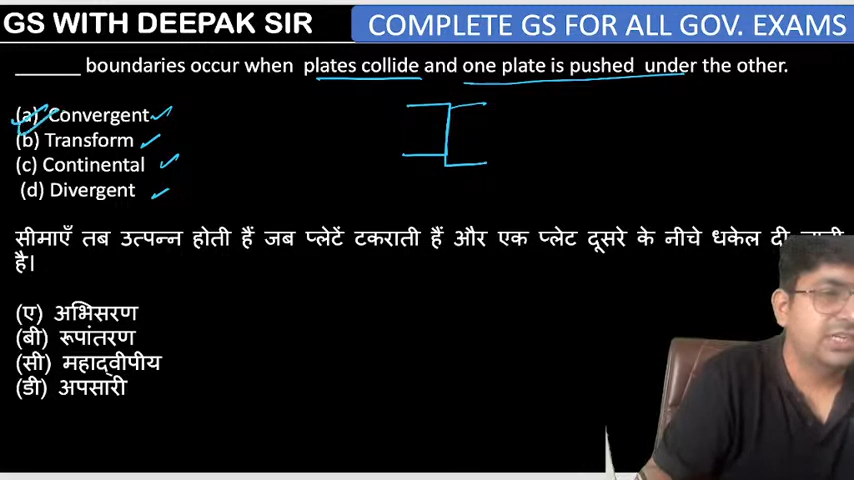 GS WITH DEEPAK SIR
COMPLETE GS FOR ALL GOV. EXAMS
______ boundaries occur when plates collide and one plate is pushed under the other.
(a) Convergent
(b) Transform
(c) Continental
(d) Divergent
सीमाएँ तब उत्पन्न होती हैं जब प्लेटें टकराती हैं और एक प्लेट दूसरे के नीचे धकेल दी
है।
(ए) अभिसरण
(बी) रूपांतरण
(सी) महाद्वीपीय
(डी) अपसारी